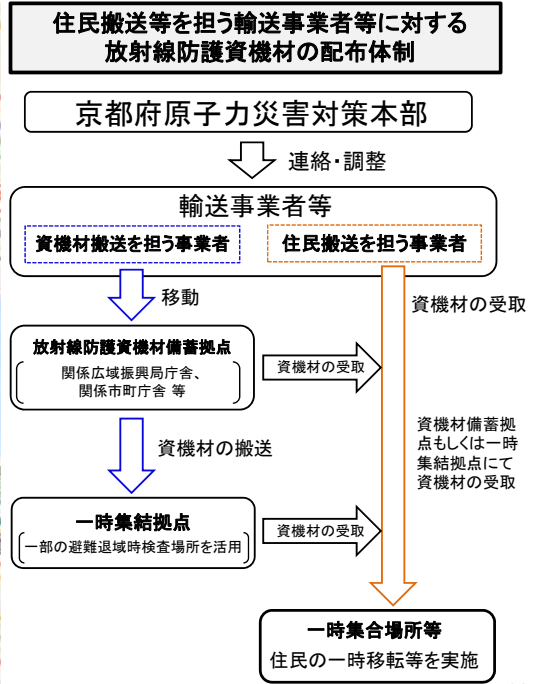 住民搬送等を担う輸送事業者等に対する
放射線防護資機材の配布体制
京都府原子力災害対策本部
連絡・調整
輸送事業者等
資機材搬送を担う事業者
住民搬送を担う事業者
移動
資機材の受取
放射線防護資機材備蓄拠点
関係広域振興局庁舎、
関係市町庁舎 等
資機材の受取
資機材の搬送
資機材備蓄拠
点もしくは一時
集結拠点にて
資機材の受取
一時集結拠点
一部の避難退域時検査場所を活用
資機材の受取
一時集合場所等
住民の一時移転等を実施